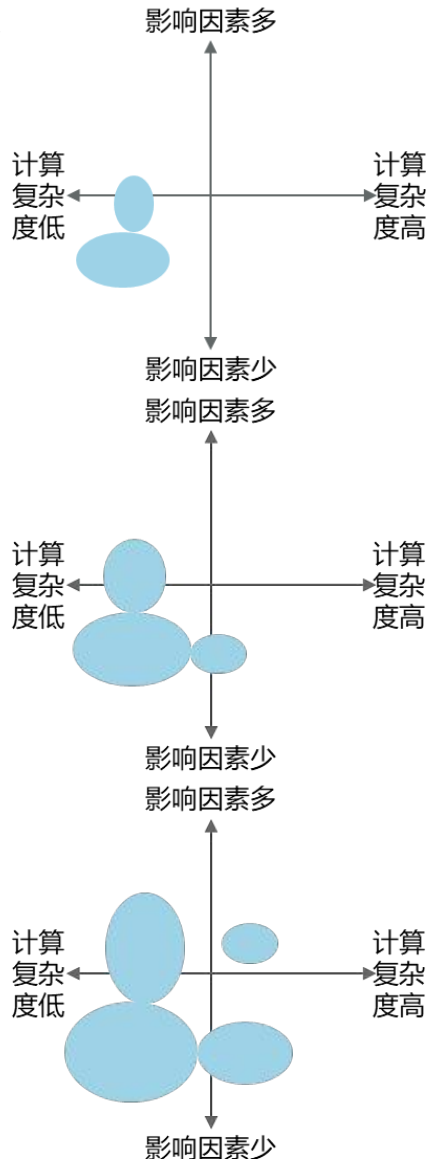 影响因素多
计算
复杂
度低
计算
复杂
度高
影响因素少
影响因素多
计算
复杂
度低
计算
复杂
度高
影响因素少
影响因素多
计算
复杂
度低
计算
复杂
度高
影响因素少